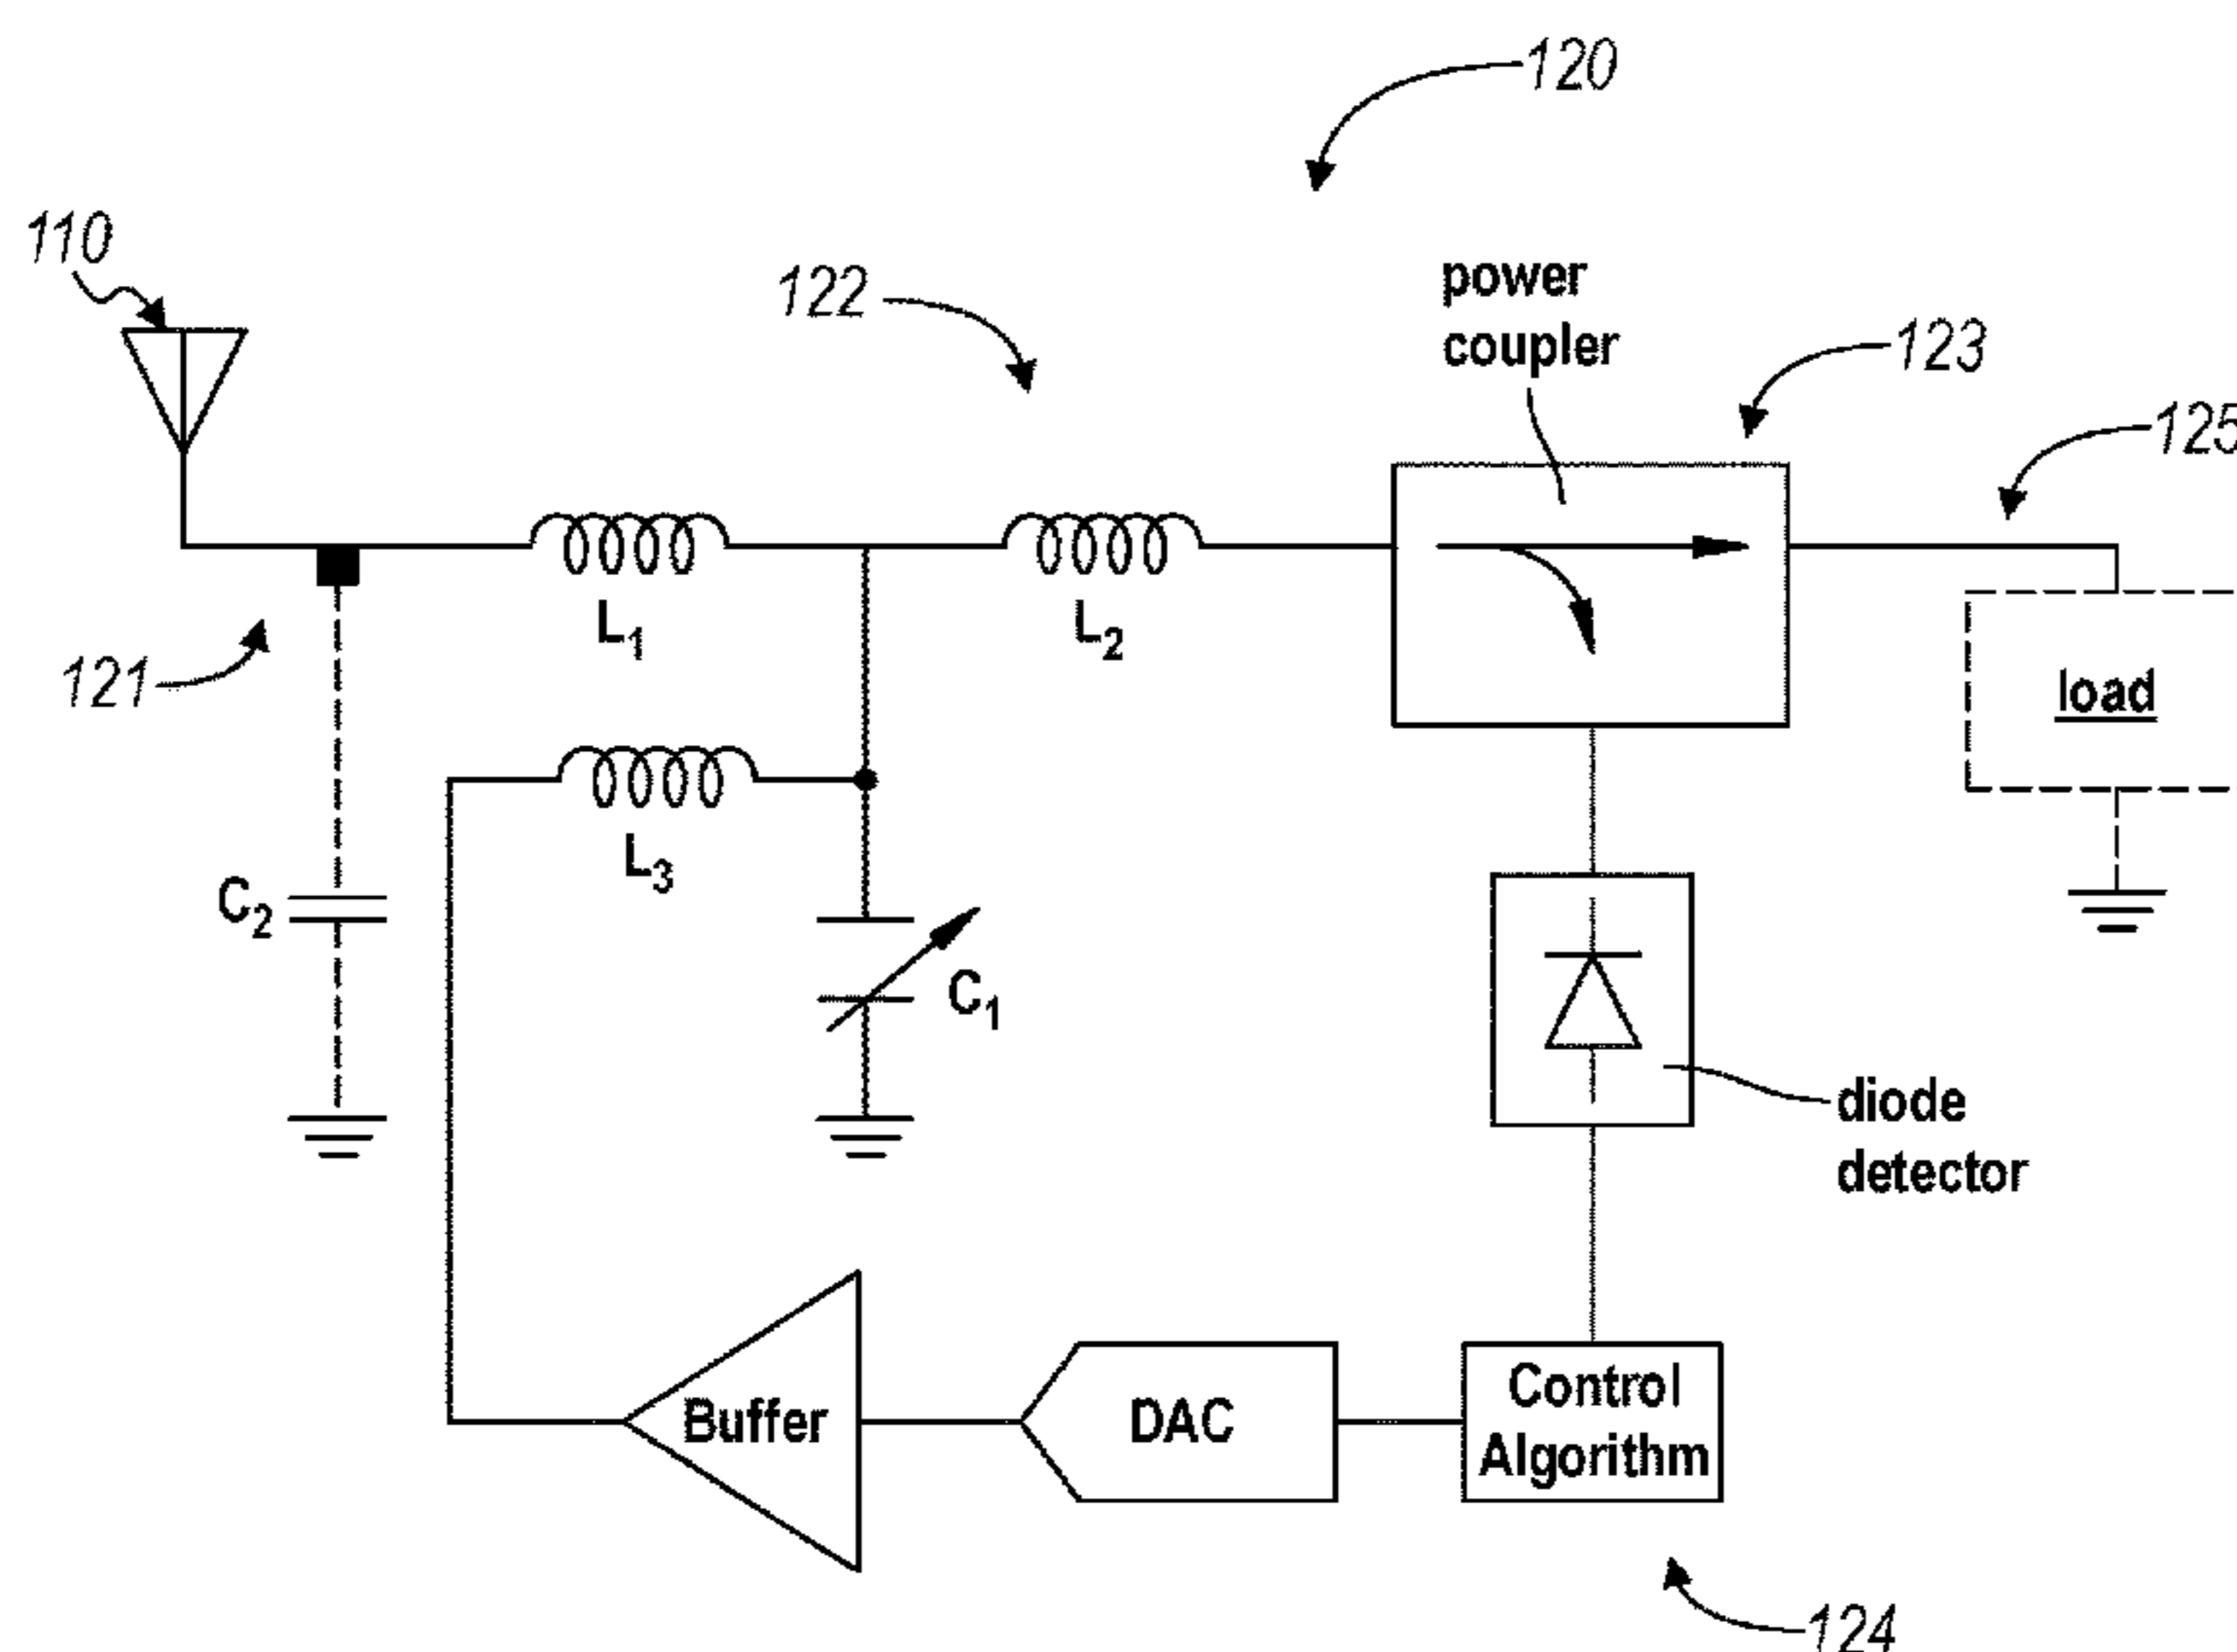 120
110
122
power
coupler
123
125
L1
L2
121
load
L3
C2
C1
diode
detector
Buffer
DAC
Control
Algorithm
124